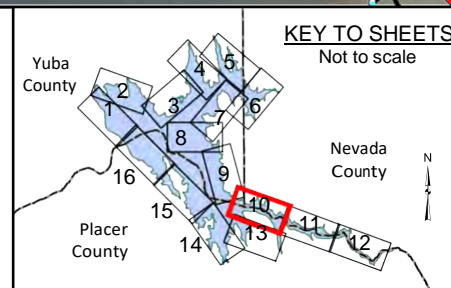 KEY TO SHEETS
Not to scale
Yuba
County
4
5
2
3
6
1
7
8
Nevada
County
16
9
N
10
15
11
Placer
County
13
12
14